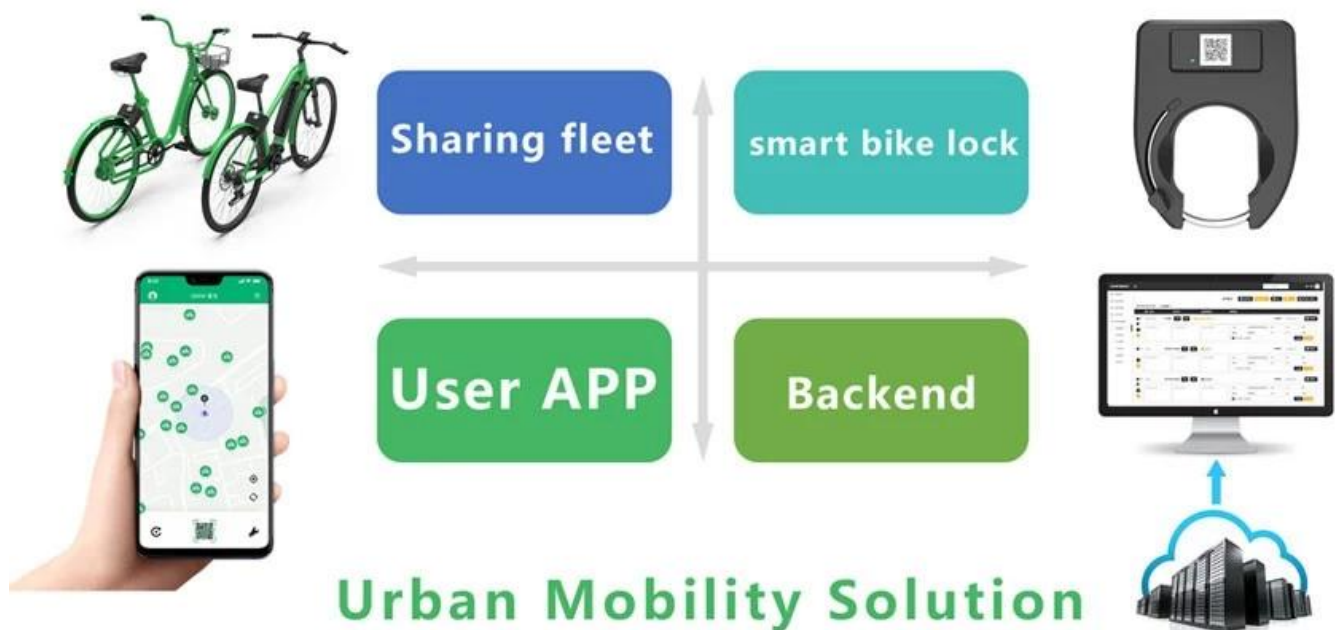 Sharing fleet
smart bike lock
User APP
Backend
Urban Mobility Solution